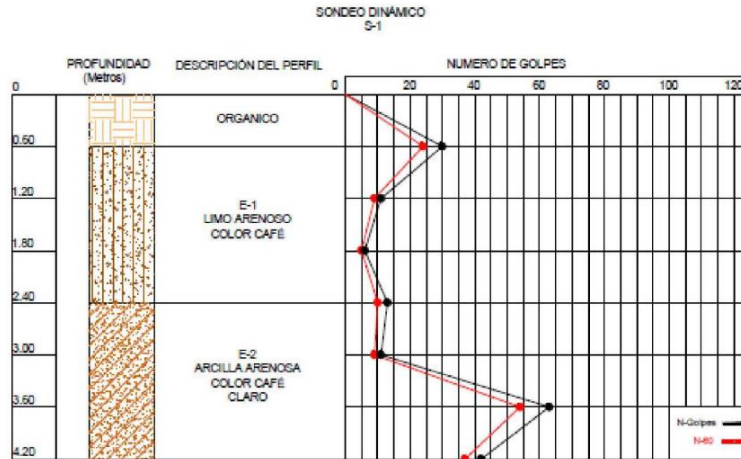 SONDEO DINÁMICO
S-1
PROFUNDIDAD
(Metros)
DESCRIPCIÓN DEL PERFIL
NUMERO DE GOLPES
0
0 20 40 60 80 100 120
ORGANICO
0.60
1.20
E-1
LIMO ARENOSO
COLOR CAFÉ
1.80
2.40
3.00
E-2
ARCILLA ARENOSA
COLOR CAFÉ
CLARO
3.60
N-Golpes
N-60
4.20